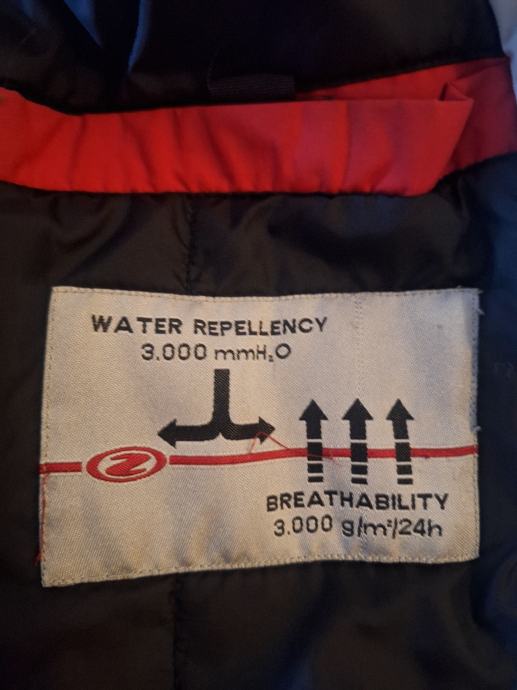 WATER REPELLENCY
3.000 mmH₂O
Z
BREATHABILITY
3.000 g/m²/24h